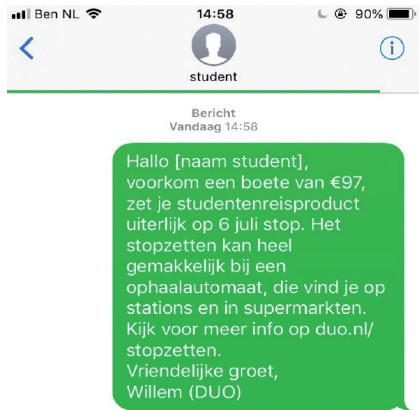 Ben NL 14:58 90%
student
Bericht
Vandaag 14:58
Hallo [naam student],
voorkom een boete van €97,
zet je studentenreisproduct
uiterlijk op 6 juli stop. Het
stopzetten kan heel
gemakkelijk bij een
ophaalautomaat, die vind je op
stations en in supermarkten.
Kijk voor meer info op duo.nl/
stopzetten.
Vriendelijke groet,
Willem (DUO)